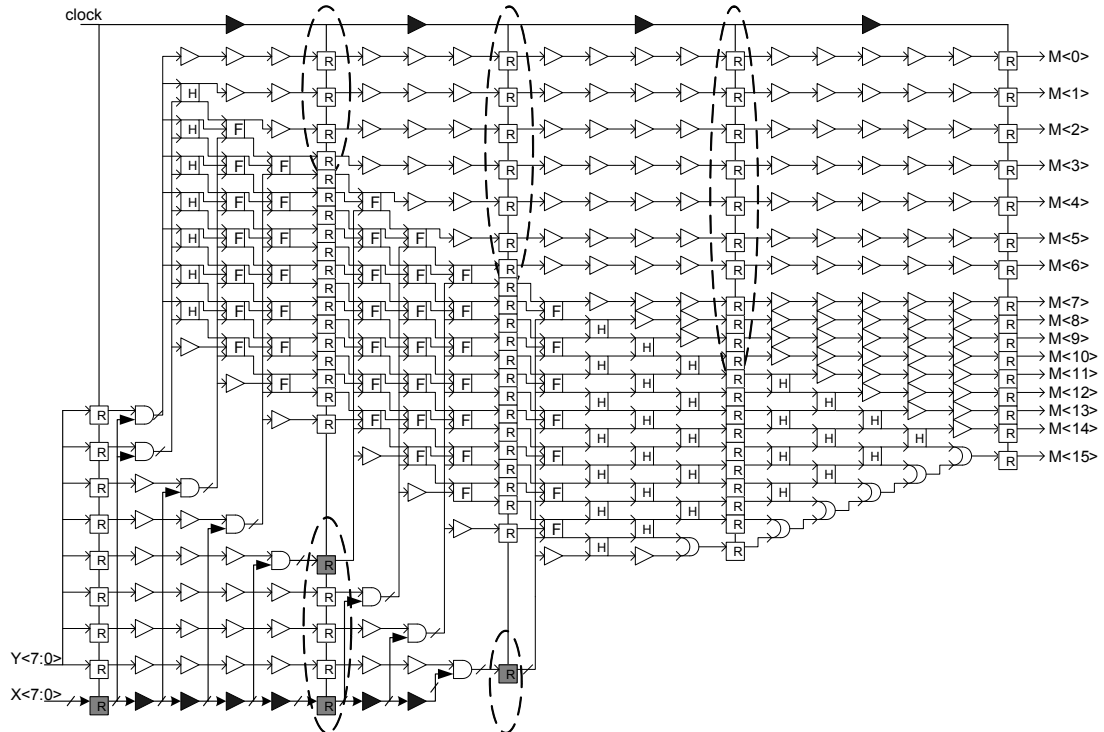 clock
R R R R M<0>
H R R R R M<1>
H F R R R R M<2>
H F F R R R R M<3>
R
H F F R F R R R M<4>
R
H F F R F F R R R M<5>
R
H F F R F F F R R R M<6>
R
R
H F F R F F F R F R R M<7>
R R H R R M<8>
F F R F F F R F H R R M<9>
R R H H R R M<10>
F R F F F R F H R H R M<11>
R R H H R H R M<12>
R R F R F F F R F H R H H R M<13>
R H H R H H R M<14>
R F F R F H R H H R M<15>
R H H R H
R F R F H R H
R H H R
R F H R
R R H R
R R
R R
Y<7:0> R R R
X<7:0> R R